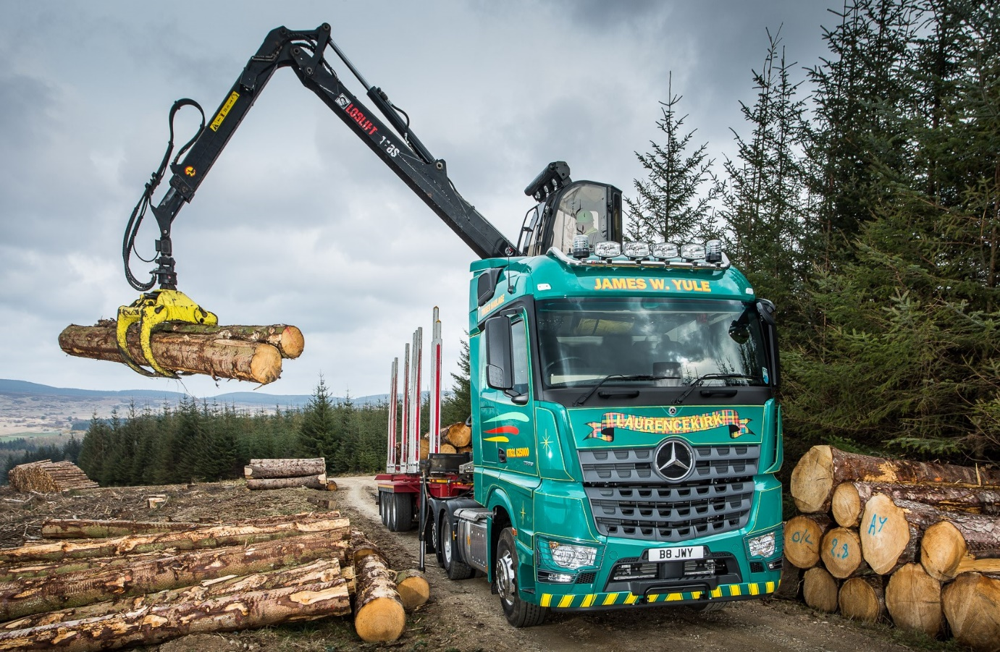 LOGLIFT
JAMES W. YULE
LAURENCEKIRK
B8 JWY
O/C
2.8
AY